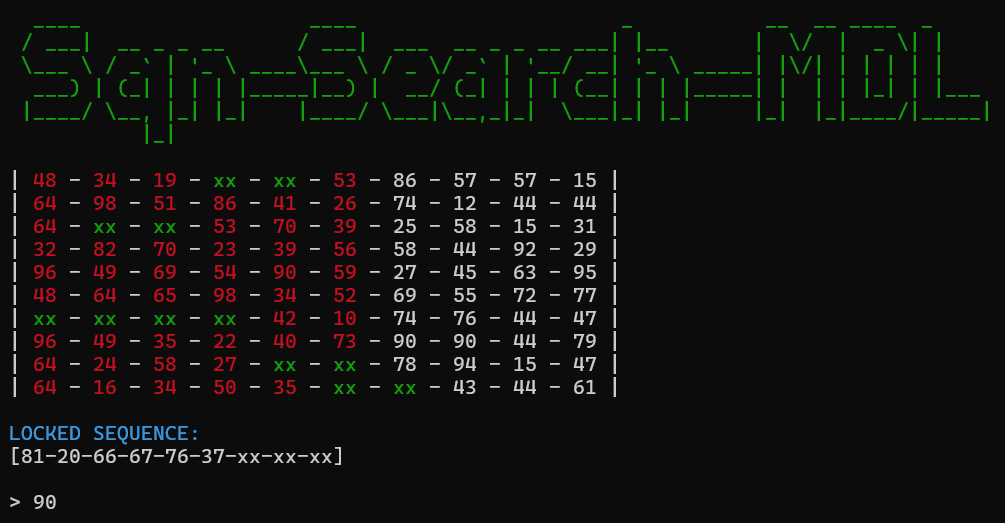 Sqn-Search-MDL
| 48 - 34 - 19 - xx - xx - 53 - 86 - 57 - 57 - 15 |
| 64 - 98 - 51 - 86 - 41 - 26 - 74 - 12 - 44 - 44 |
| 64 - xx - xx - 53 - 70 - 39 - 25 - 58 - 15 - 31 |
| 32 - 82 - 70 - 23 - 39 - 56 - 58 - 44 - 92 - 29 |
| 96 - 49 - 69 - 54 - 90 - 59 - 27 - 45 - 63 - 95 |
| 48 - 64 - 65 - 98 - 34 - 52 - 69 - 55 - 72 - 77 |
| xx - xx - xx - xx - 42 - 10 - 74 - 76 - 44 - 47 |
| 96 - 49 - 35 - 22 - 40 - 73 - 90 - 90 - 44 - 79 |
| 64 - 24 - 58 - 27 - xx - xx - 78 - 94 - 15 - 47 |
| 64 - 16 - 34 - 50 - 35 - xx - xx - 43 - 44 - 61 |
LOCKED SEQUENCE:
[81-20-66-67-76-37-xx-xx-xx]
> 90